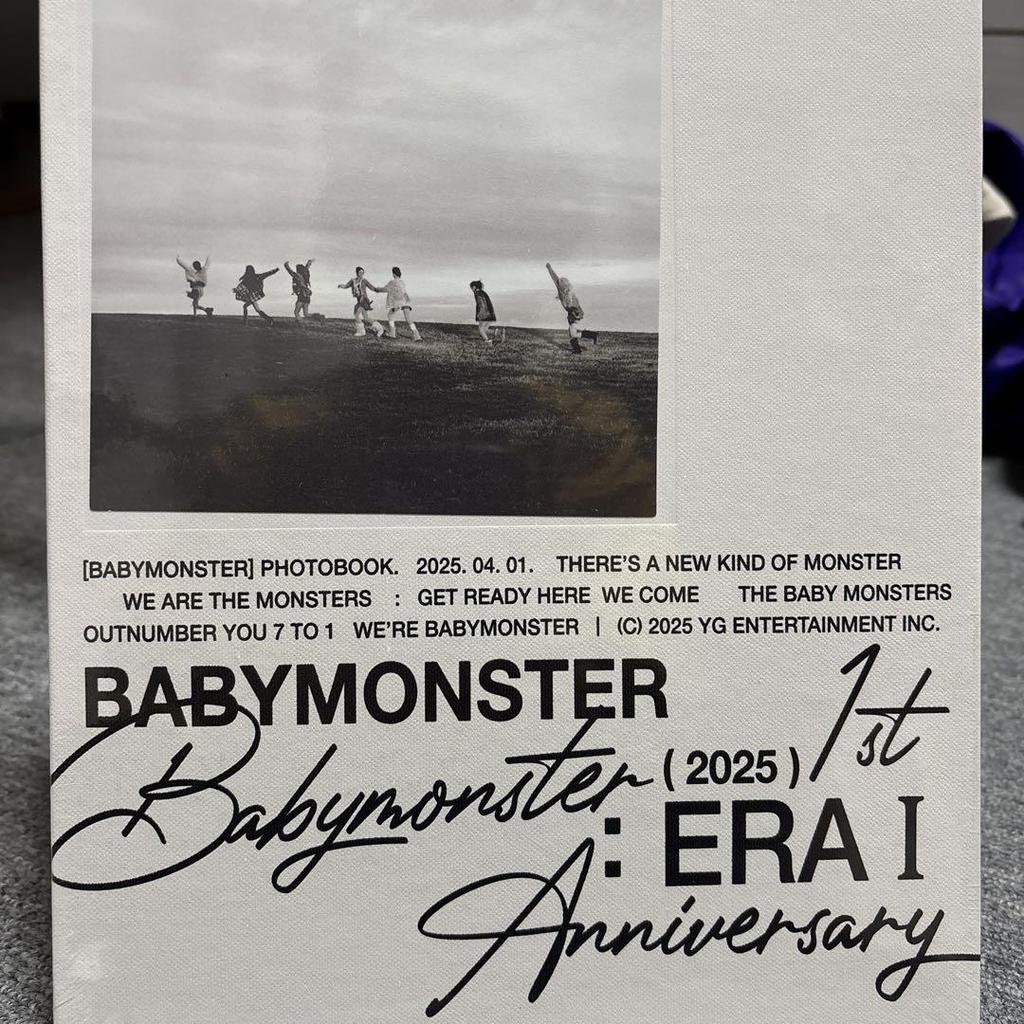 [BABYMONSTER] PHOTOBOOK. 2025. 04. 01. THERE'S A NEW KIND OF MONSTER
WE ARE THE MONSTERS : GET READY HERE WE COME THE BABY MONSTERS
OUTNUMBER YOU 7 TO 1 WE'RE BABYMONSTER | (C) 2025 YG ENTERTAINMENT INC.
BABYMONSTER 1st
Babymonster (2025)
: ERA I
Anniversary